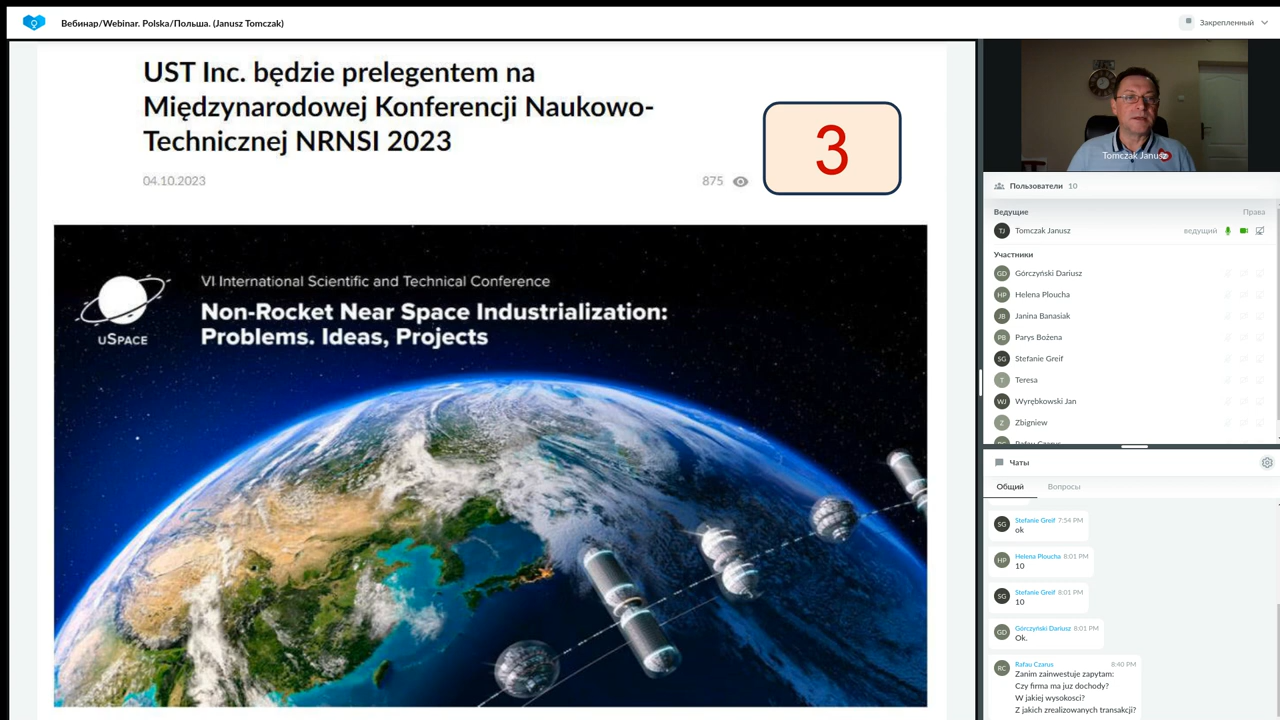 Вебинар/Webinar. Polska/Польша. (Janusz Tomczak)
Закрепленный
UST Inc. będzie prelegentem na
Międzynarodowej Konferencji Naukowo-
Technicznej NRNSI 2023
04.10.2023
875
3
VI International Scientific and Technical Conference
Non-Rocket Near Space Industrialization:
Problems. Ideas, Projects
uSPACE
Tomczak Janusz
Пользователи 10
Ведущие
Права
TJ Tomczak Janusz ведущий
Участники
GD Górczyński Dariusz
HP Helena Ploucha
JB Janina Banasiak
PB Parys Bożena
SG Stefanie Greif
T Teresa
WJ Wyrębkowski Jan
Z Zbigniew
Rafau Czarus
Чаты
Общий Вопросы
SG Stefanie Greif 7:54 PM
ok
HP Helena Ploucha 8:01 PM
10
SG Stefanie Greif 8:01 PM
10
GD Górczyński Dariusz 8:01 PM
Ok.
RC Rafau Czarus 8:40 PM
Zanim zainwestuje zapytam:
Czy firma ma juz dochody?
W jakiej wysokosci?
Z jakich zrealizowanych transakcji?